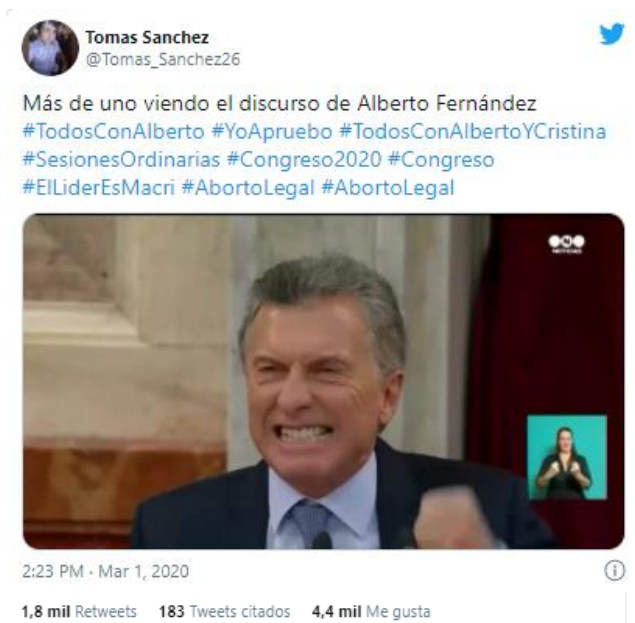 Tomas Sanchez
@Tomas_Sanchez26
Más de uno viendo el discurso de Alberto Fernández
#TodosConAlberto #YoApruebo #TodosConAlbertoYCristina
#SesionesOrdinarias #Congreso2020 #Congreso
#ElLiderEsMacri #AbortoLegal #AbortoLegal
NOTICIAS
2:23 PM · Mar 1, 2020
1,8 mil Retweets 183 Tweets citados 4,4 mil Me gusta